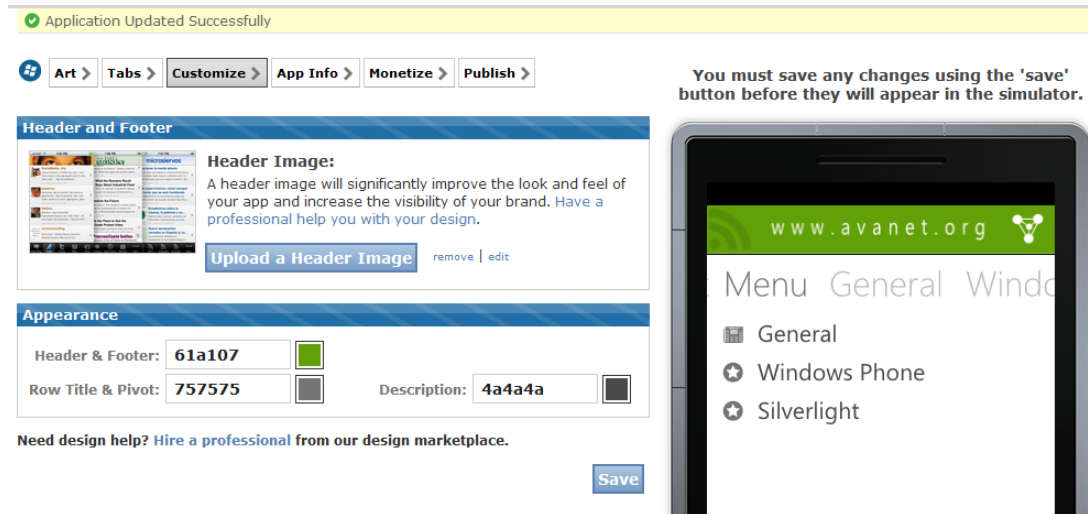 Application Updated Successfully
Art
Tabs
Customize
App Info
Monetize
Publish
You must save any changes using the 'save'
button before they will appear in the simulator.
Header and Footer
microsiervos
Header Image:
A header image will significantly improve the look and feel of
your app and increase the visibility of your brand. Have a
professional help you with your design.
Upload a Header Image
remove | edit
Appearance
Header & Footer: 61a107
Row Title & Pivot: 757575
Description: 4a4a4a
Need design help? Hire a professional from our design marketplace.
Save
www.avanet.org
Menu General Windo
General
Windows Phone
Silverlight